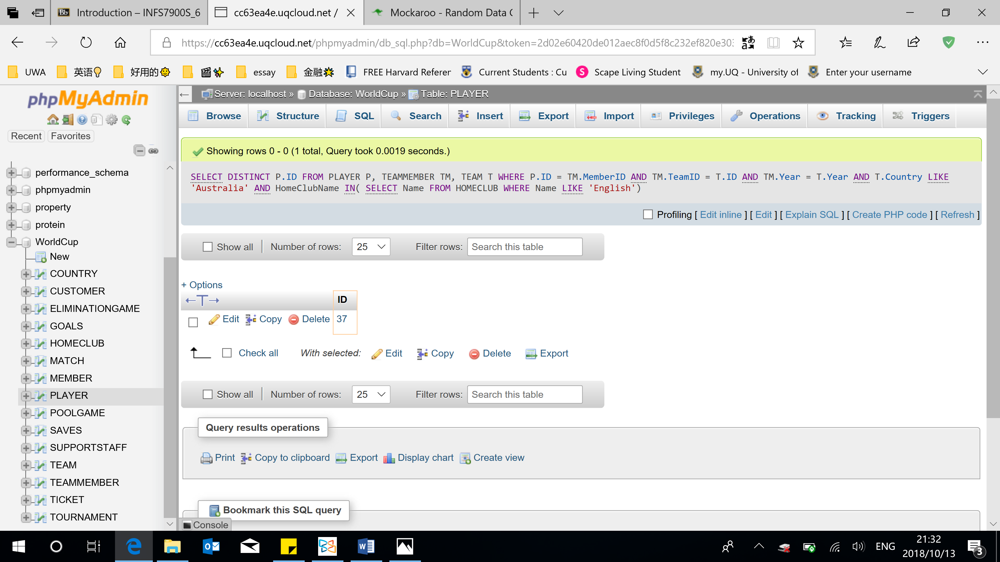 Introduction – INFS7900S_6
cc63ea4e.uqcloud.net /
Mockaroo - Random Data
https://cc63ea4e.uqcloud.net/phpmyadmin/db_sql.php?db=WorldCup&token=2d02e60420de012aec8f0d5f8c232ef820e303
UWA 英语 好用的 essay 金融 FREE Harvard Referer Current Students : Cu Scape Living Student my.UQ - University of Enter your username
phpMyAdmin
Recent Favorites
performance_schema
phpmyadmin
property
protein
WorldCup
New
COUNTRY
CUSTOMER
ELIMINATIONGAME
GOALS
HOMECLUB
MATCH
MEMBER
PLAYER
POOLGAME
SAVES
SUPPORTSTAFF
TEAM
TEAMMEMBER
TICKET
TOURNAMENT
Server: localhost » Database: WorldCup » Table: PLAYER
Browse Structure SQL Search Insert Export Import Privileges Operations Tracking Triggers
Showing rows 0 - 0 (1 total, Query took 0.0019 seconds.)
SELECT DISTINCT P.ID FROM PLAYER P, TEAMMEMBER TM, TEAM T WHERE P.ID = TM.MemberID AND TM.TeamID = T.ID AND TM.Year = T.Year AND T.Country LIKE
'Australia' AND HomeClubName IN( SELECT Name FROM HOMECLUB WHERE Name LIKE 'English')
Profiling [ Edit inline ] [ Edit ] [ Explain SQL ] [ Create PHP code ] [ Refresh ]
Show all | Number of rows: 25 Filter rows: Search this table
+ Options
←T→ ID
Edit Copy Delete 37
Check all With selected: Edit Copy Delete Export
Show all | Number of rows: 25 Filter rows: Search this table
Query results operations
Print Copy to clipboard Export Display chart Create view
Bookmark this SQL query
Console
ENG
21:32
2018/10/13
3